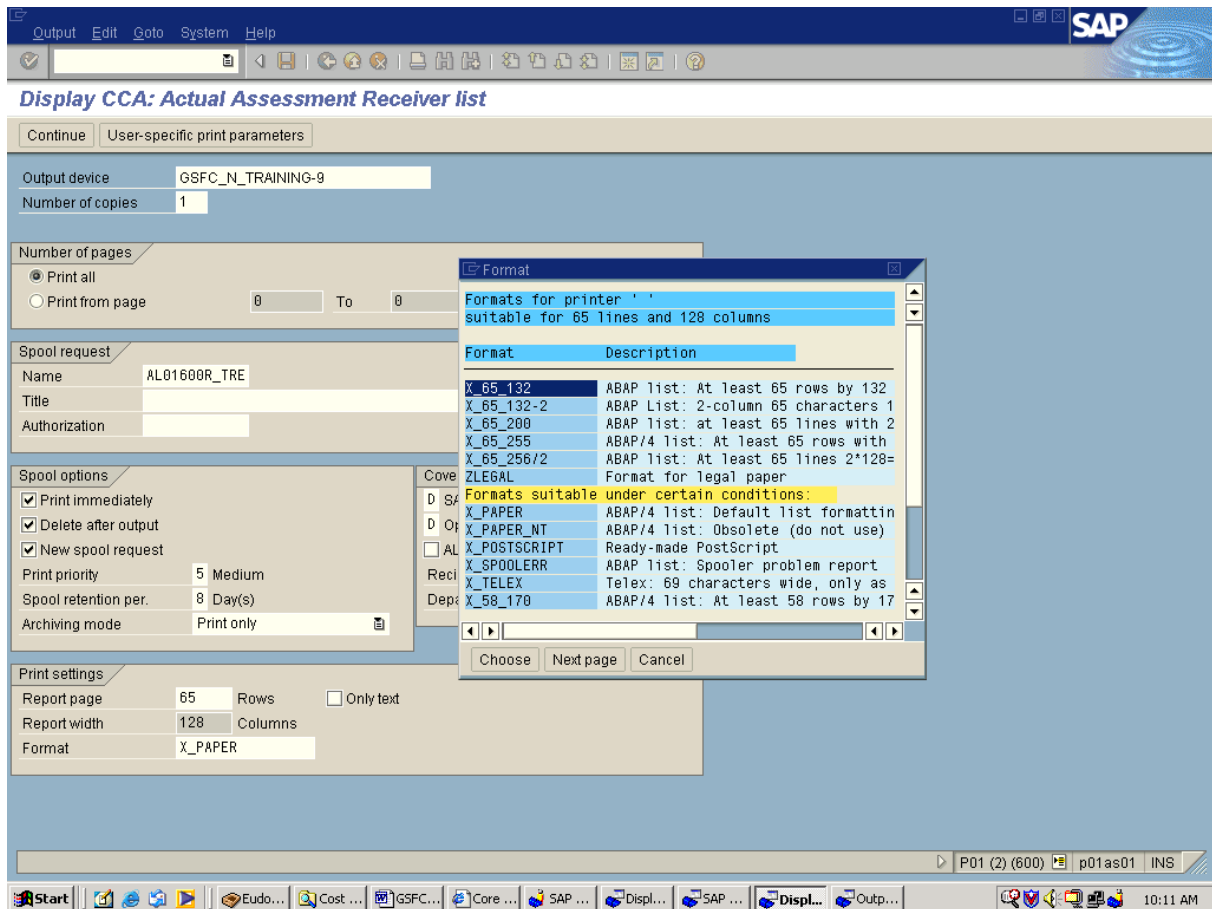 Output Edit Goto System Help
SAP
Display CCA: Actual Assessment Receiver list
Continue User-specific print parameters
Output device GSFC_N_TRAINING-9
Number of copies 1
Number of pages
Print all
Print from page 0 To 0
Spool request
Name AL01600R_TRE
Title
Authorization
Spool options
Print immediately
Delete after output
New spool request
Print priority 5 Medium
Spool retention per. 8 Day(s)
Archiving mode Print only
Cove
D SA
D Op
AL
Reci
Depa
Print settings
Report page 65 Rows Only text
Report width 128 Columns
Format X_PAPER
Format
Formats for printer ' '
suitable for 65 lines and 128 columns
Format Description
X_65_132 ABAP list: At least 65 rows by 132
X_65_132-2 ABAP List: 2-column 65 characters 1
X_65_200 ABAP list: at least 65 lines with 2
X_65_255 ABAP/4 list: At least 65 rows with
X_65_256/2 ABAP list: At least 65 lines 2*128=
ZLEGAL Format for legal paper
Formats suitable under certain conditions:
X_PAPER ABAP/4 list: Default list formattin
X_PAPER_NT ABAP/4 list: Obsolete (do not use)
X_POSTSCRIPT Ready-made PostScript
X_SPOOLERR ABAP list: Spooler problem report
X_TELEX Telex: 69 characters wide, only as
X_58_170 ABAP/4 list: At least 58 rows by 17
Choose Next page Cancel
P01 (2) (600) p01as01 INS
Start Eudo... Cost ... GSFC... Core ... SAP ... Displ... SAP ... Displ... Outp... 10:11 AM